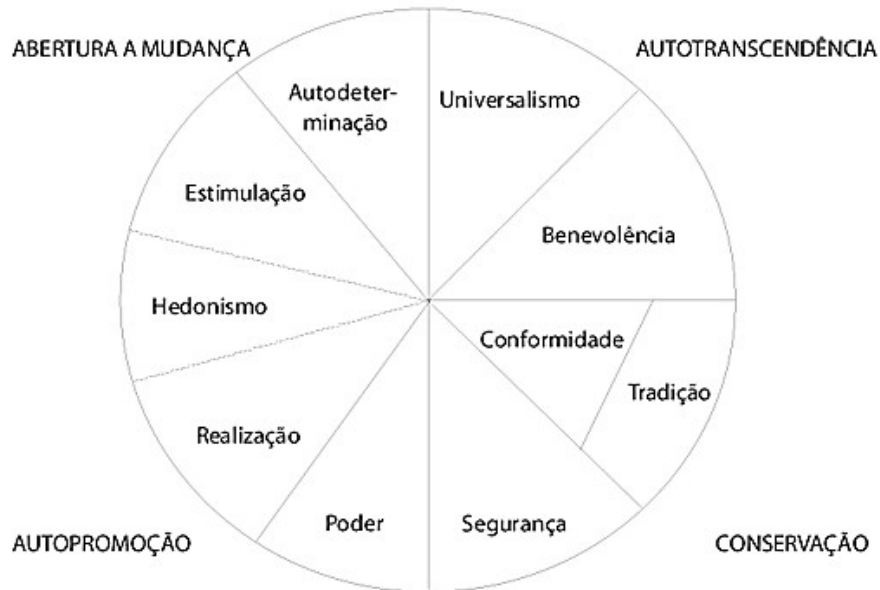 ABERTURA A MUDANÇA
AUTOTRANSCENDÊNCIA
Autodeter-
minação
Universalismo
Estimulação
Benevolência
Hedonismo
Conformidade
Tradição
Realização
Poder
Segurança
AUTOPROMOÇÃO
CONSERVAÇÃO